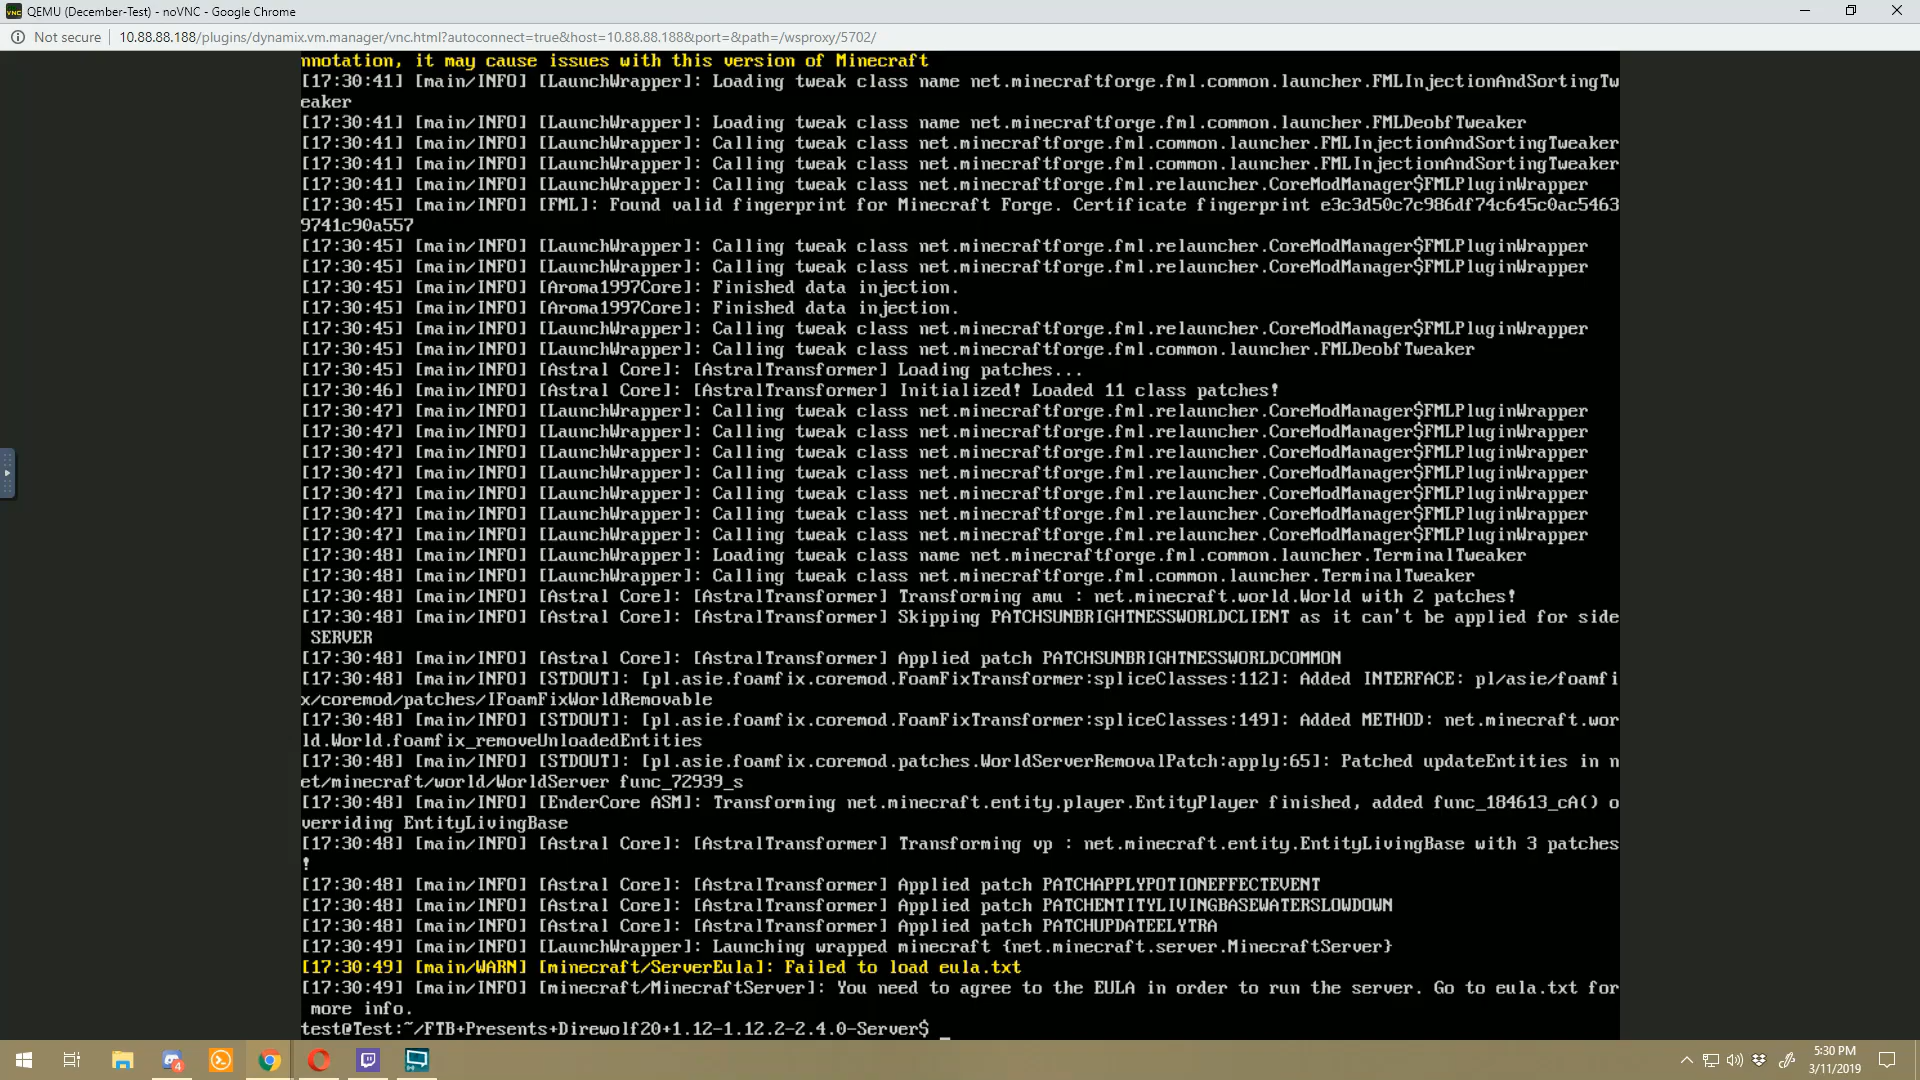 QEMU (December-Test) - noVNC - Google Chrome
Not secure | 10.88.88.188/plugins/dynamix.vm.manager/vnc.html?autoconnect=true&host=10.88.88.188&port=&path=/wsproxy/5702/
nnotation, it may cause issues with this version of Minecraft
[17:30:41] [main/INFO] [LaunchWrapper]: Loading tweak class name net.minecraftforge.fml.common.launcher.FMLInjectionAndSortingTw
eaker
[17:30:41] [main/INFO] [LaunchWrapper]: Loading tweak class name net.minecraftforge.fml.common.launcher.FMLDeobfTweaker
[17:30:41] [main/INFO] [LaunchWrapper]: Calling tweak class net.minecraftforge.fml.common.launcher.FMLInjectionAndSortingTweaker
[17:30:41] [main/INFO] [LaunchWrapper]: Calling tweak class net.minecraftforge.fml.common.launcher.FMLInjectionAndSortingTweaker
[17:30:41] [main/INFO] [LaunchWrapper]: Calling tweak class net.minecraftforge.fml.relauncher.CoreModManager$FMLPluginWrapper
[17:30:45] [main/INFO] [FML]: Found valid fingerprint for Minecraft Forge. Certificate fingerprint e3c3d50c7c986df74c645c0ac5463
9741c90a557
[17:30:45] [main/INFO] [LaunchWrapper]: Calling tweak class net.minecraftforge.fml.relauncher.CoreModManager$FMLPluginWrapper
[17:30:45] [main/INFO] [LaunchWrapper]: Calling tweak class net.minecraftforge.fml.relauncher.CoreModManager$FMLPluginWrapper
[17:30:45] [main/INFO] [Aroma1997Core]: Finished data injection.
[17:30:45] [main/INFO] [Aroma1997Core]: Finished data injection.
[17:30:45] [main/INFO] [LaunchWrapper]: Calling tweak class net.minecraftforge.fml.relauncher.CoreModManager$FMLPluginWrapper
[17:30:45] [main/INFO] [LaunchWrapper]: Calling tweak class net.minecraftforge.fml.common.launcher.FMLDeobfTweaker
[17:30:45] [main/INFO] [Astral Core]: [AstralTransformer] Loading patches...
[17:30:46] [main/INFO] [Astral Core]: [AstralTransformer] Initialized! Loaded 11 class patches!
[17:30:47] [main/INFO] [LaunchWrapper]: Calling tweak class net.minecraftforge.fml.relauncher.CoreModManager$FMLPluginWrapper
[17:30:47] [main/INFO] [LaunchWrapper]: Calling tweak class net.minecraftforge.fml.relauncher.CoreModManager$FMLPluginWrapper
[17:30:47] [main/INFO] [LaunchWrapper]: Calling tweak class net.minecraftforge.fml.relauncher.CoreModManager$FMLPluginWrapper
[17:30:47] [main/INFO] [LaunchWrapper]: Calling tweak class net.minecraftforge.fml.relauncher.CoreModManager$FMLPluginWrapper
[17:30:47] [main/INFO] [LaunchWrapper]: Calling tweak class net.minecraftforge.fml.relauncher.CoreModManager$FMLPluginWrapper
[17:30:47] [main/INFO] [LaunchWrapper]: Calling tweak class net.minecraftforge.fml.relauncher.CoreModManager$FMLPluginWrapper
[17:30:47] [main/INFO] [LaunchWrapper]: Calling tweak class net.minecraftforge.fml.relauncher.CoreModManager$FMLPluginWrapper
[17:30:48] [main/INFO] [LaunchWrapper]: Loading tweak class name net.minecraftforge.fml.common.launcher.TerminalTweaker
[17:30:48] [main/INFO] [LaunchWrapper]: Calling tweak class net.minecraftforge.fml.common.launcher.TerminalTweaker
[17:30:48] [main/INFO] [Astral Core]: [AstralTransformer] Transforming amu : net.minecraft.world.World with 2 patches!
[17:30:48] [main/INFO] [Astral Core]: [AstralTransformer] Skipping PATCHSUNBRIGHTNESSWORLDCLIENT as it can't be applied for side
SERVER
[17:30:48] [main/INFO] [Astral Core]: [AstralTransformer] Applied patch PATCHSUNBRIGHTNESSWORLDCOMMON
[17:30:48] [main/INFO] [STDOUT]: [pl.asie.foamfix.coremod.FoamFixTransformer:spliceClasses:112]: Added INTERFACE: pl/asie/foamfi
x/coremod/patches/IFoamFixWorldRemovable
[17:30:48] [main/INFO] [STDOUT]: [pl.asie.foamfix.coremod.FoamFixTransformer:spliceClasses:149]: Added METHOD: net.minecraft.wor
ld.World.foamfix_removeUnloadedEntities
[17:30:48] [main/INFO] [STDOUT]: [pl.asie.foamfix.coremod.patches.WorldServerRemovalPatch:apply:65]: Patched updateEntities in n
et/minecraft/world/WorldServer func_72939_s
[17:30:48] [main/INFO] [EnderCore ASM]: Transforming net.minecraft.entity.player.EntityPlayer finished, added func_184613_cA() o
verriding EntityLivingBase
[17:30:48] [main/INFO] [Astral Core]: [AstralTransformer] Transforming vp : net.minecraft.entity.EntityLivingBase with 3 patches
!
[17:30:48] [main/INFO] [Astral Core]: [AstralTransformer] Applied patch PATCHAPPLYPOTIONEFFECTEVENT
[17:30:48] [main/INFO] [Astral Core]: [AstralTransformer] Applied patch PATCHENTITYLIVINGBASEWATERSLOWDOWN
[17:30:48] [main/INFO] [Astral Core]: [AstralTransformer] Applied patch PATCHUPDATEELYTRA
[17:30:49] [main/INFO] [LaunchWrapper]: Launching wrapped minecraft {net.minecraft.server.MinecraftServer}
[17:30:49] [main/WARN] [minecraft/ServerEula]: Failed to load eula.txt
[17:30:49] [main/INFO] [minecraft/MinecraftServer]: You need to agree to the EULA in order to run the server. Go to eula.txt for
more info.
test@Test:~/FTB+Presents+Direwolf20+1.12-1.12.2-2.4.0-Server$ _
4
5:30 PM
3/11/2019